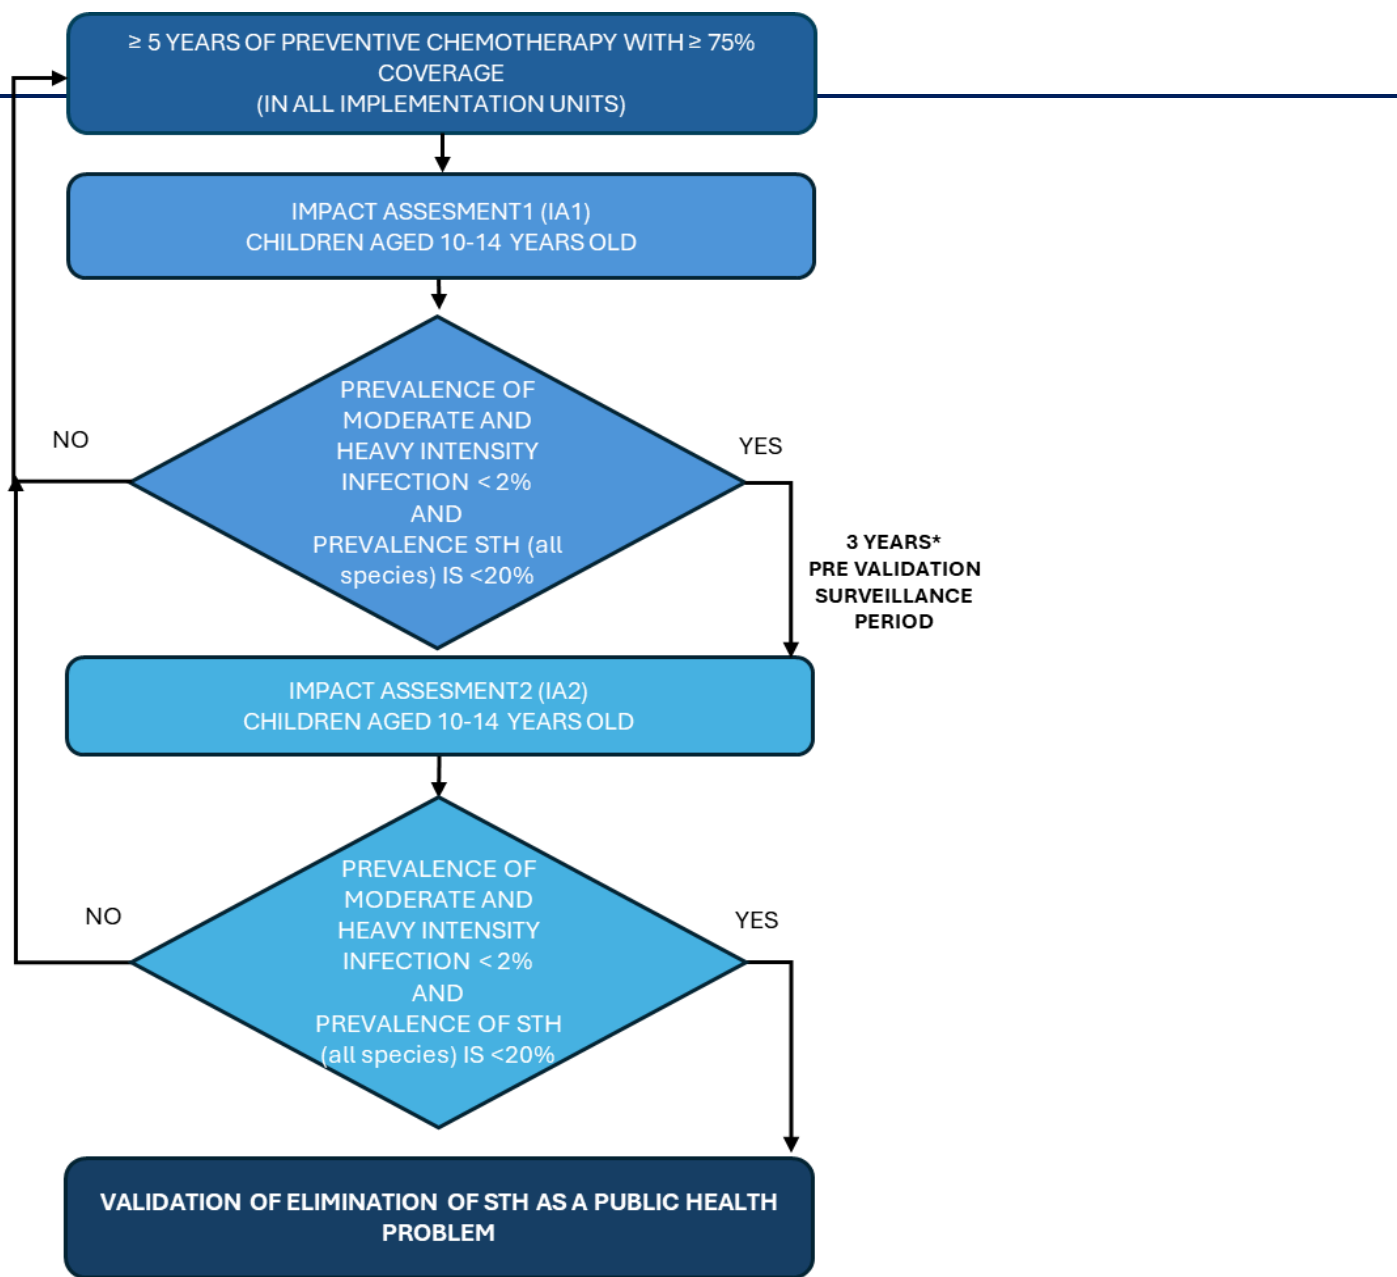 ≥ 5 YEARS OF PREVENTIVE CHEMOTHERAPY WITH ≥ 75%
COVERAGE
(IN ALL IMPLEMENTATION UNITS)
IMPACT ASSESMENT1 (IA1)
CHILDREN AGED 10-14 YEARS OLD
PREVALENCE OF
MODERATE AND
HEAVY INTENSITY
INFECTION < 2%
AND
PREVALENCE STH (all
species) IS <20%
NO
YES
3 YEARS*
PRE VALIDATION
SURVEILLANCE
PERIOD
IMPACT ASSESMENT2 (IA2)
CHILDREN AGED 10-14 YEARS OLD
PREVALENCE OF
MODERATE AND
HEAVY INTENSITY
INFECTION < 2%
AND
PREVALENCE OF STH
(all species) IS <20%
NO
YES
VALIDATION OF ELIMINATION OF STH AS A PUBLIC HEALTH
PROBLEM